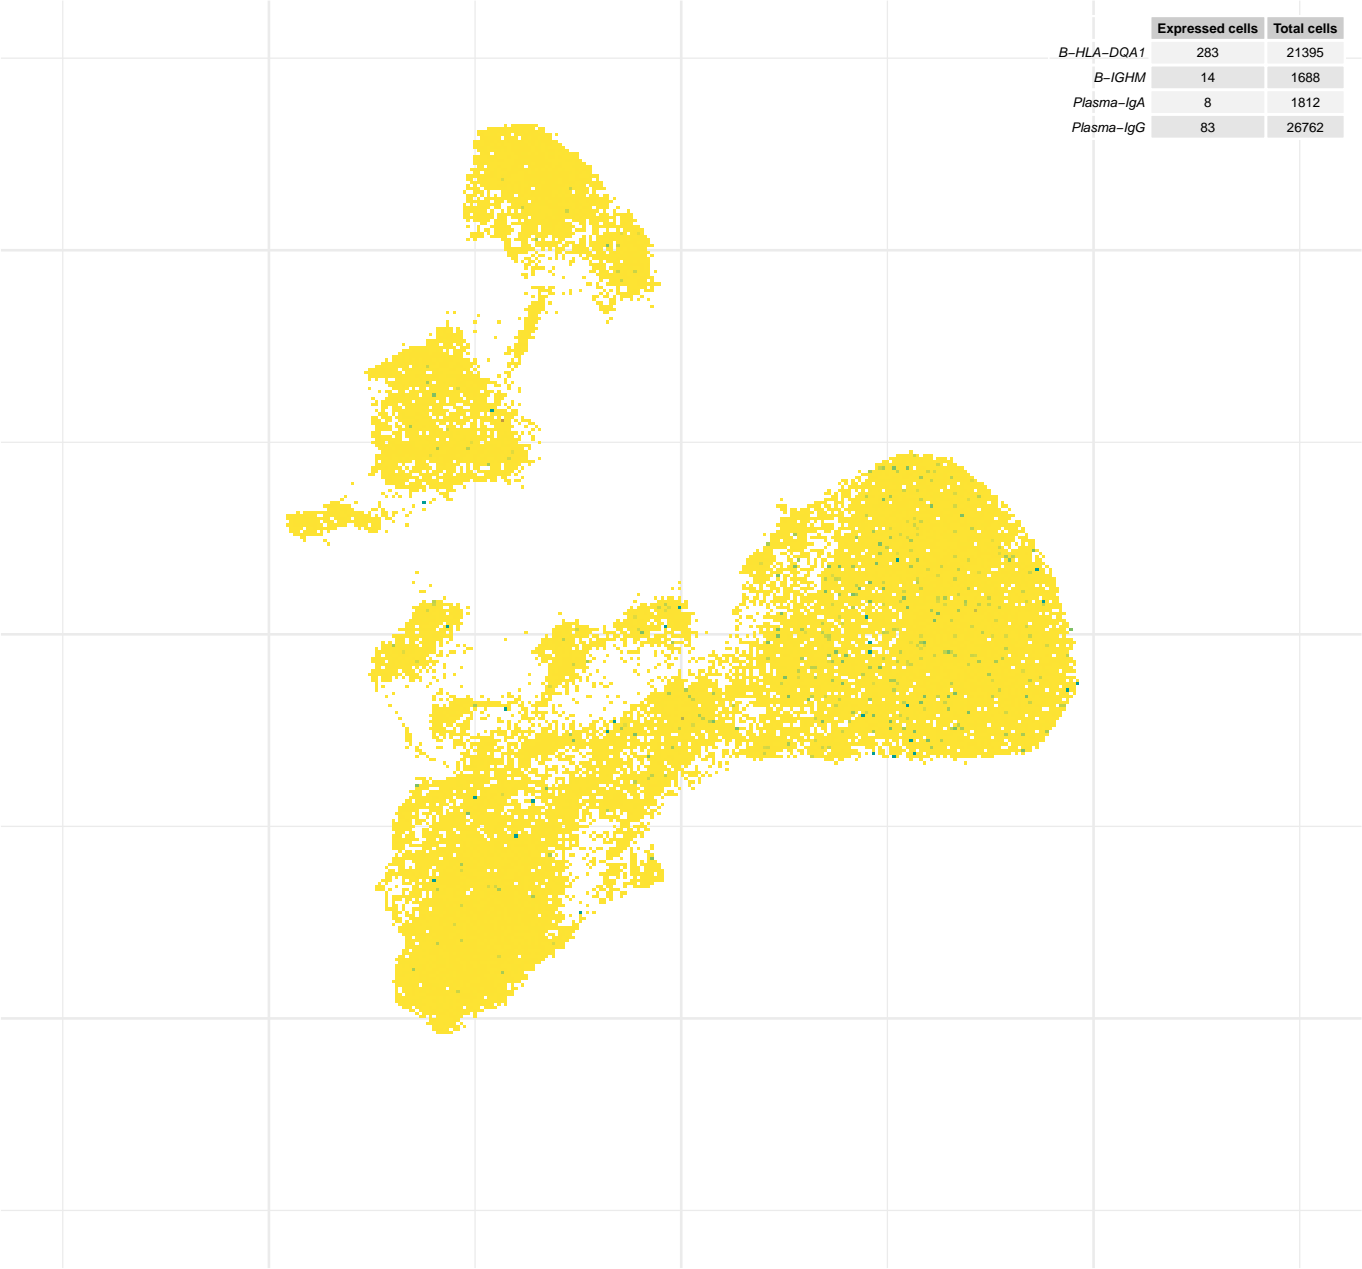 Expressed cells Total cells
B−HLA−DQA1 283 21395
B−IGHM 14 1688
Plasma−IgA 8 1812
Plasma−IgG 83 26762